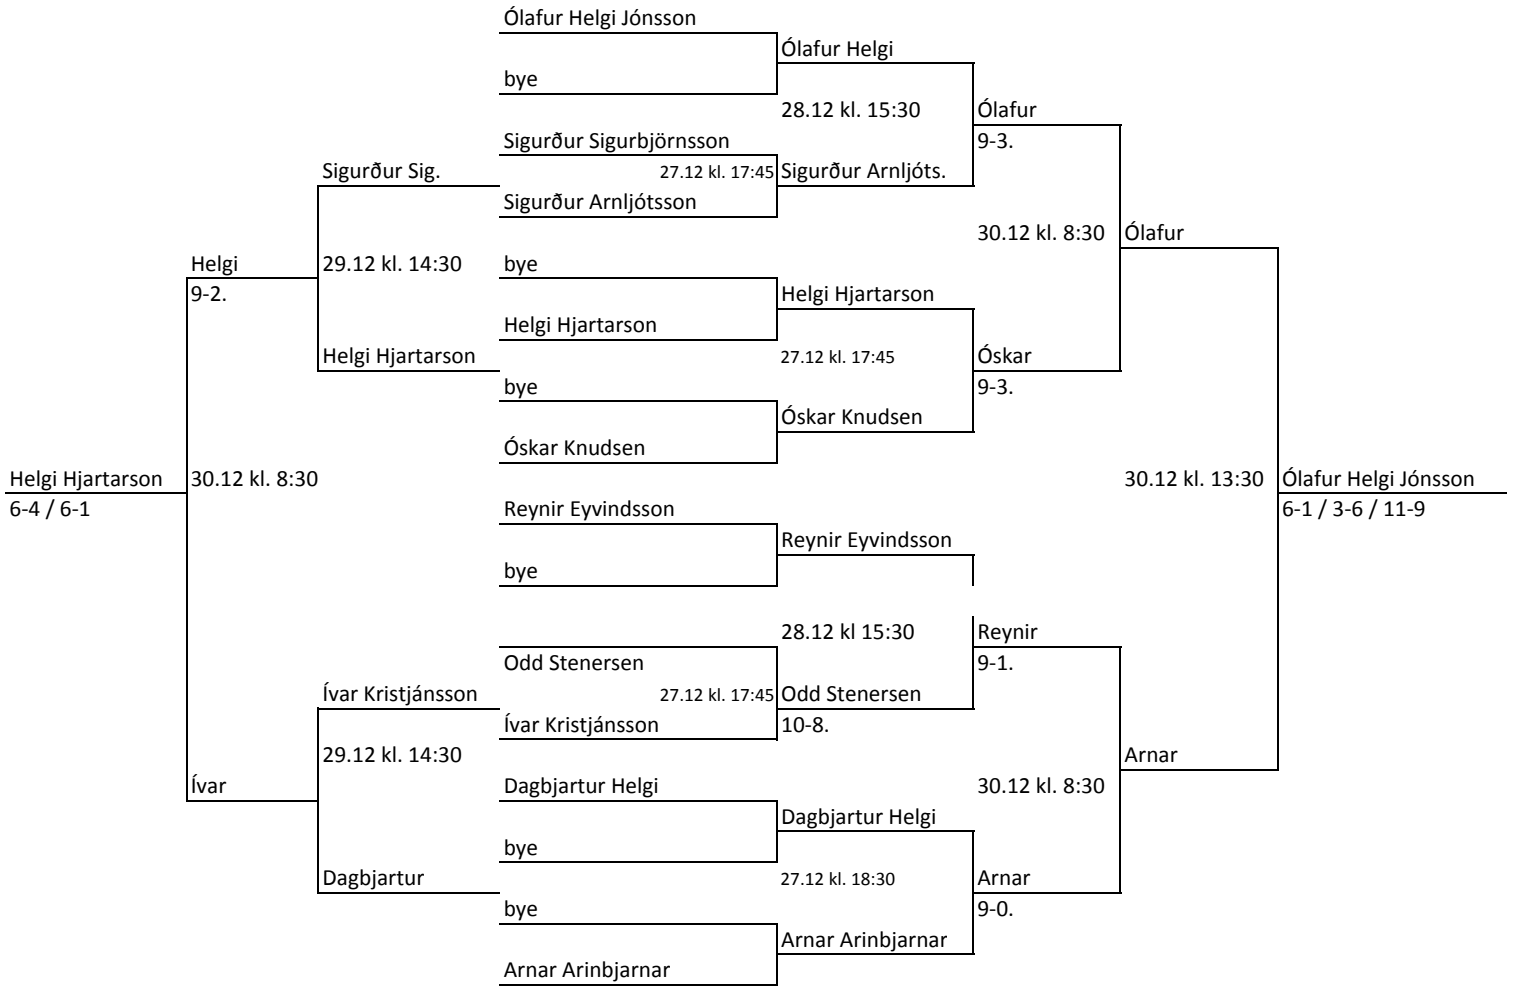 Ólafur Helgi Jónsson
Ólafur Helgi
bye
28.12 kl. 15:30
Ólafur
Sigurður Sigurbjörnsson
9-3.
Sigurður Sig.
27.12 kl. 17:45
Sigurður Arnljóts.
Sigurður Arnljótsson
30.12 kl. 8:30
Ólafur
Helgi
29.12 kl. 14:30
bye
9-2.
Helgi Hjartarson
Helgi Hjartarson
Helgi Hjartarson
27.12 kl. 17:45
Óskar
bye
9-3.
Óskar Knudsen
Óskar Knudsen
Helgi Hjartarson
30.12 kl. 8:30
30.12 kl. 13:30
Ólafur Helgi Jónsson
6-4 / 6-1
Reynir Eyvindsson
6-1 / 3-6 / 11-9
Reynir Eyvindsson
bye
28.12 kl 15:30
Reynir
Odd Stenersen
9-1.
Ívar Kristjánsson
27.12 kl. 17:45
Odd Stenersen
Ívar Kristjánsson
10-8.
29.12 kl. 14:30
Arnar
Ívar
Dagbjartur Helgi
30.12 kl. 8:30
Dagbjartur Helgi
bye
Dagbjartur
27.12 kl. 18:30
Arnar
bye
9-0.
Arnar Arinbjarnar
Arnar Arinbjarnar